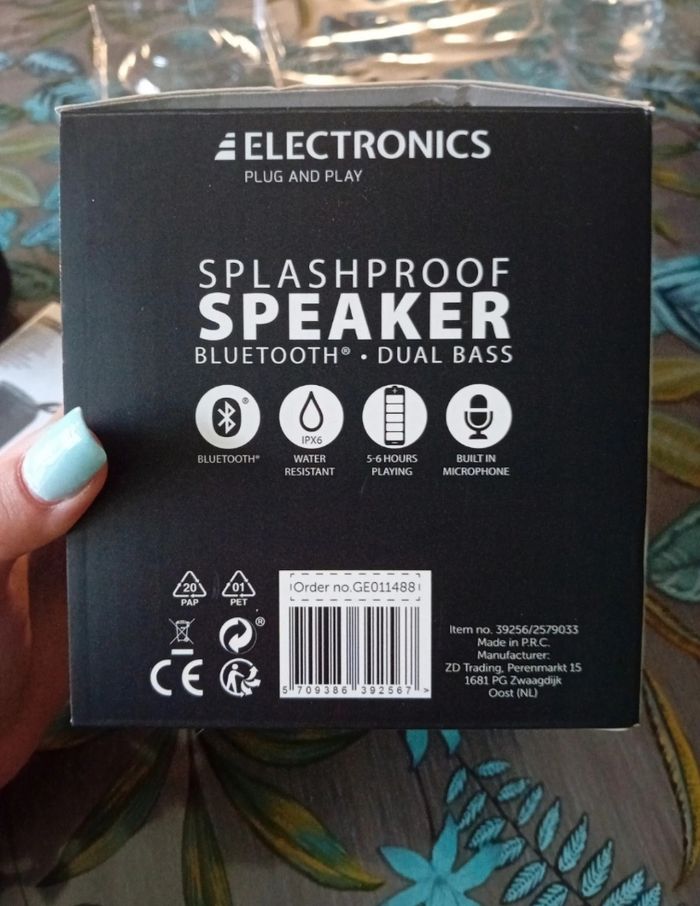 ELECTRONICS
PLUG AND PLAY
SPLASHPROOF
SPEAKER
BLUETOOTH® • DUAL BASS
®
IPX6
BLUETOOTH®
WATER
RESISTANT
5-6 HOURS
PLAYING
BUILT IN
MICROPHONE
20
PAP
01
PET
®
CE
Order no.GE011488
5 709386 392567 >
Item no. 39256/2579033
Made in P.R.C.
Manufacturer:
ZD Trading, Perenmarkt 15
1681 PG Zwaagdijk
Oost (NL)